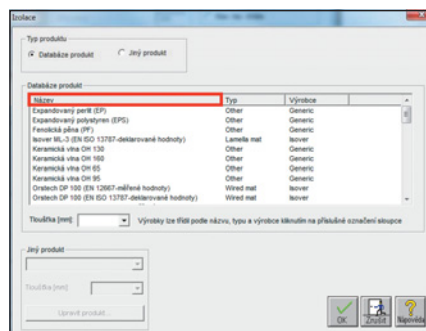 Izolace
Typ produktu
Databáze produkt
Jiný produkt
Databáze produkt
Název Typ Výrobce
Expandovaný perlit (EP) Other Generic
Expandovaný polystyren (EPS) Other Generic
Fenolická pěna (PF) Other Generic
Isover ML-3 (EN ISO 13787-deklarované hodnoty) Lamelle mat Isover
Keramická vlna OH 130 Other Generic
Keramická vlna OH 160 Other Generic
Keramická vlna OH 65 Other Generic
Keramická vlna OH 95 Other Generic
Orstech DP 100 (EN 12667-měřené hodnoty) Wired mat Isover
Orstech DP 100 (EN ISO 13787-deklarované hodnoty) Wired mat Isover
Tloušťka [mm]: Výrobky lze třídit podle názvu, typu a výrobce kliknutím na příslušné označení sloupce
Jiný produkt
Tloušťka [mm]:
Upravit produkt...
OK Zrušit Nápověda